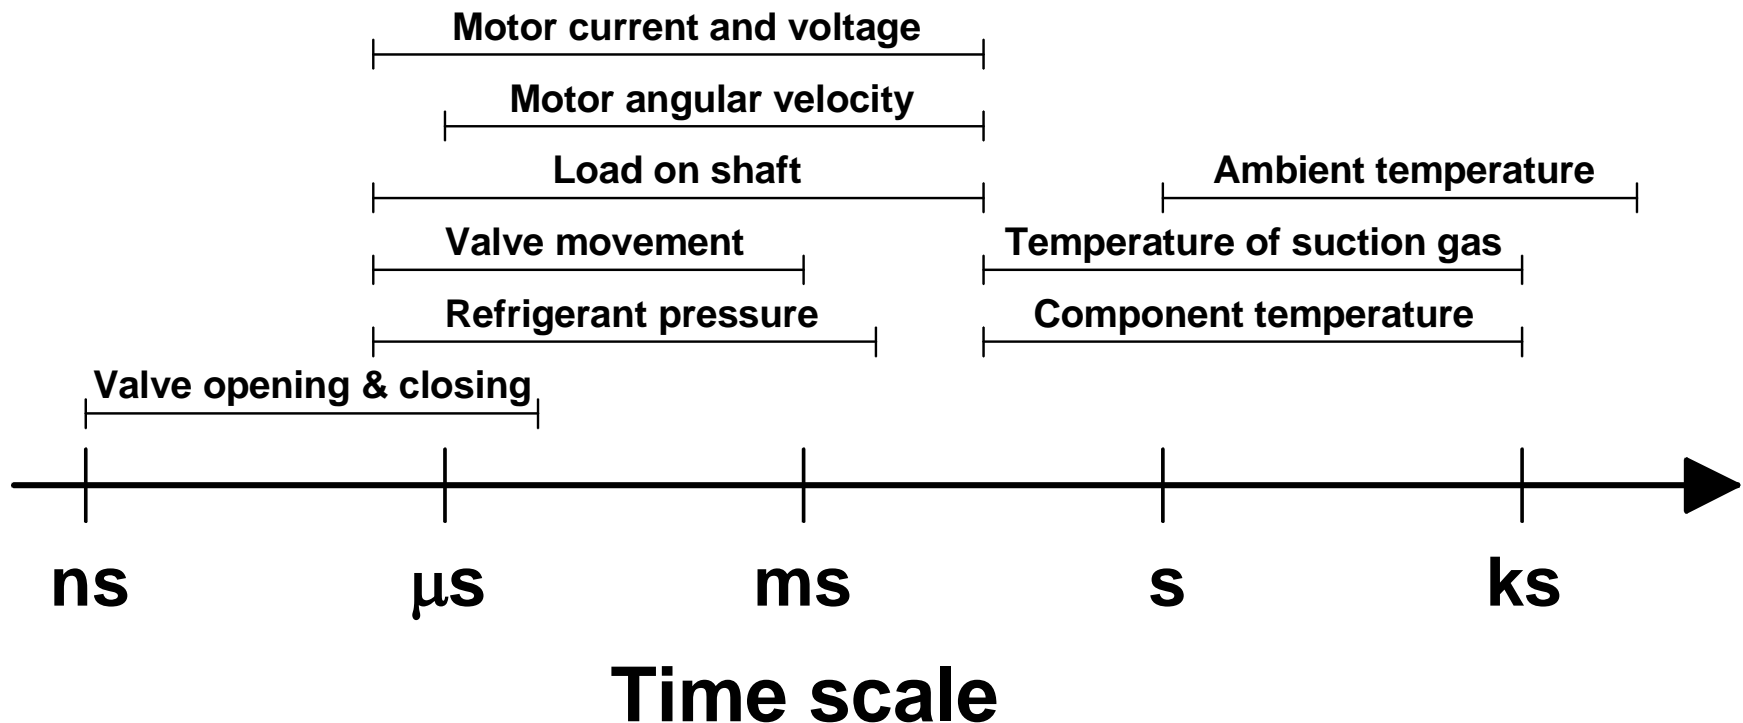 Motor current and voltage
Motor angular velocity
Load on shaft
Ambient temperature
Valve movement
Temperature of suction gas
Refrigerant pressure
Component temperature
Valve opening & closing
ns
μs
ms
s
ks
Time scale